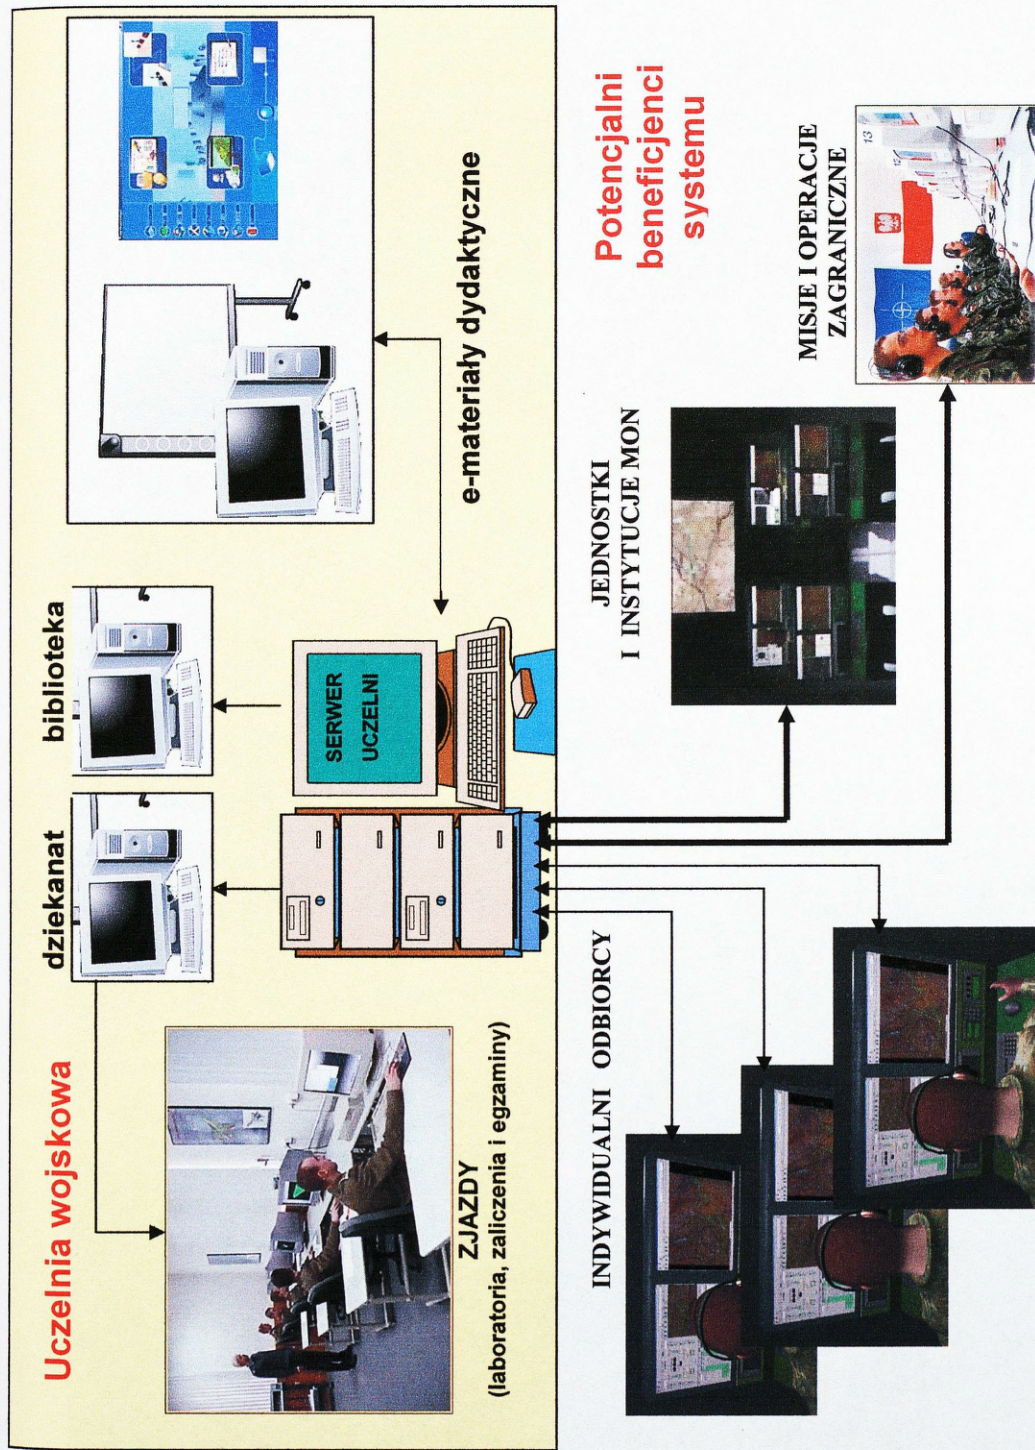 Uczelnia wojskowa
dziekanat
biblioteka
SERWER
UCZELNI
e-materiały dydaktyczne
ZJAZDY
(laboratoria, zaliczenia i egzaminy)
INDYWIDUALNI ODBIORCY
JEDNOSTKI
I INSTYTUCJE MON
Potencjalni
beneficjenci
systemu
MISJE I OPERACJE
ZAGRANICZNE
13